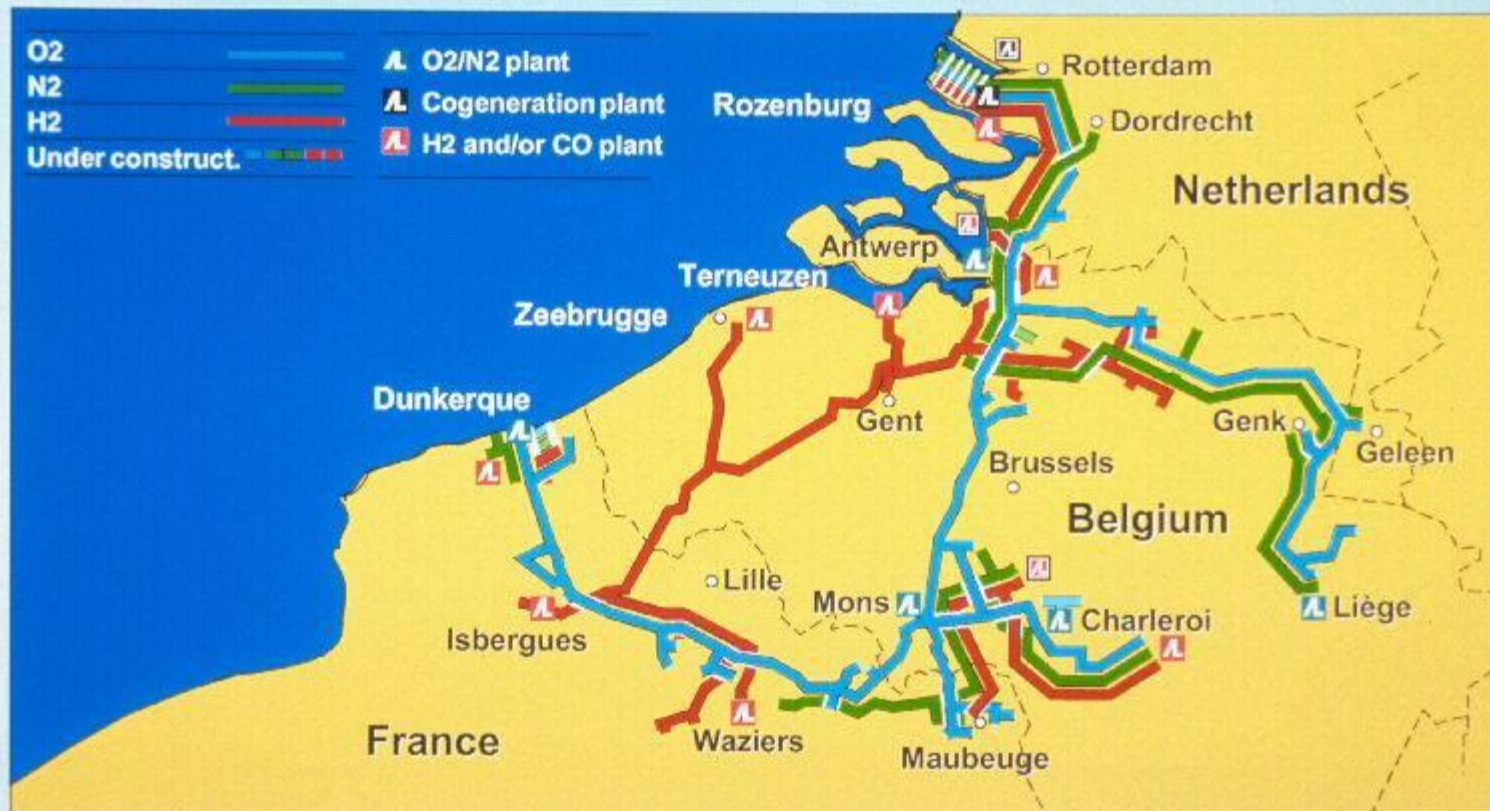 O2
N2
H2
Under construct.
O2/N2 plant
Cogeneration plant
H2 and/or CO plant
Rotterdam
Rozenburg
Dordrecht
Netherlands
Antwerp
Terneuzen
Zeebrugge
Dunkerque
Gent
Genk
Geleen
Brussels
Belgium
Lille
Mons
Charleroi
Liège
Isbergues
Waziers
Maubeuge
France